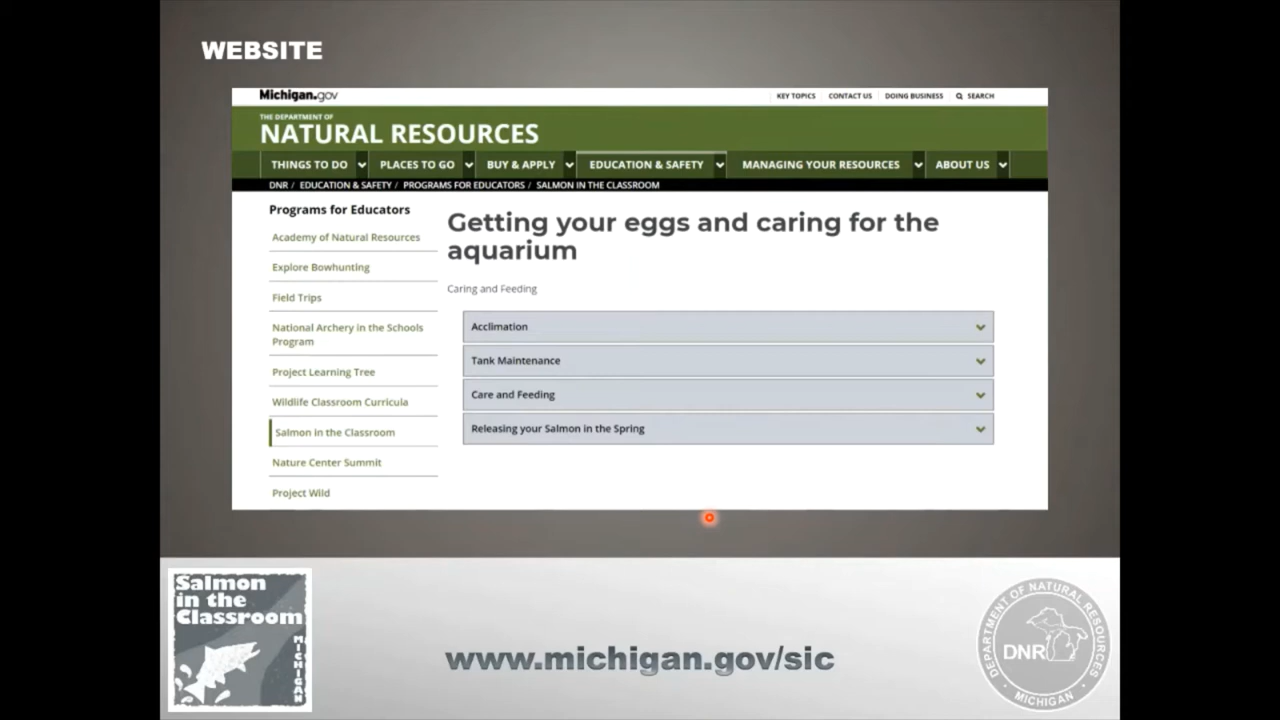 WEBSITE
Michigan.gov
KEY TOPICS CONTACT US DOING BUSINESS SEARCH
THE DEPARTMENT OF
NATURAL RESOURCES
THINGS TO DO PLACES TO GO BUY & APPLY EDUCATION & SAFETY MANAGING YOUR RESOURCES ABOUT US
DNR / EDUCATION & SAFETY / PROGRAMS FOR EDUCATORS / SALMON IN THE CLASSROOM
Programs for Educators
Academy of Natural Resources
Explore Bowhunting
Field Trips
National Archery in the Schools
Program
Project Learning Tree
Wildlife Classroom Curricula
Salmon in the Classroom
Nature Center Summit
Project Wild
Getting your eggs and caring for the
aquarium
Caring and Feeding
Acclimation
Tank Maintenance
Care and Feeding
Releasing your Salmon in the Spring
Salmon
in the
Classroom
MICHIGAN
www.michigan.gov/sic
DEPARTMENT OF NATURAL RESOURCES
DNR
MICHIGAN